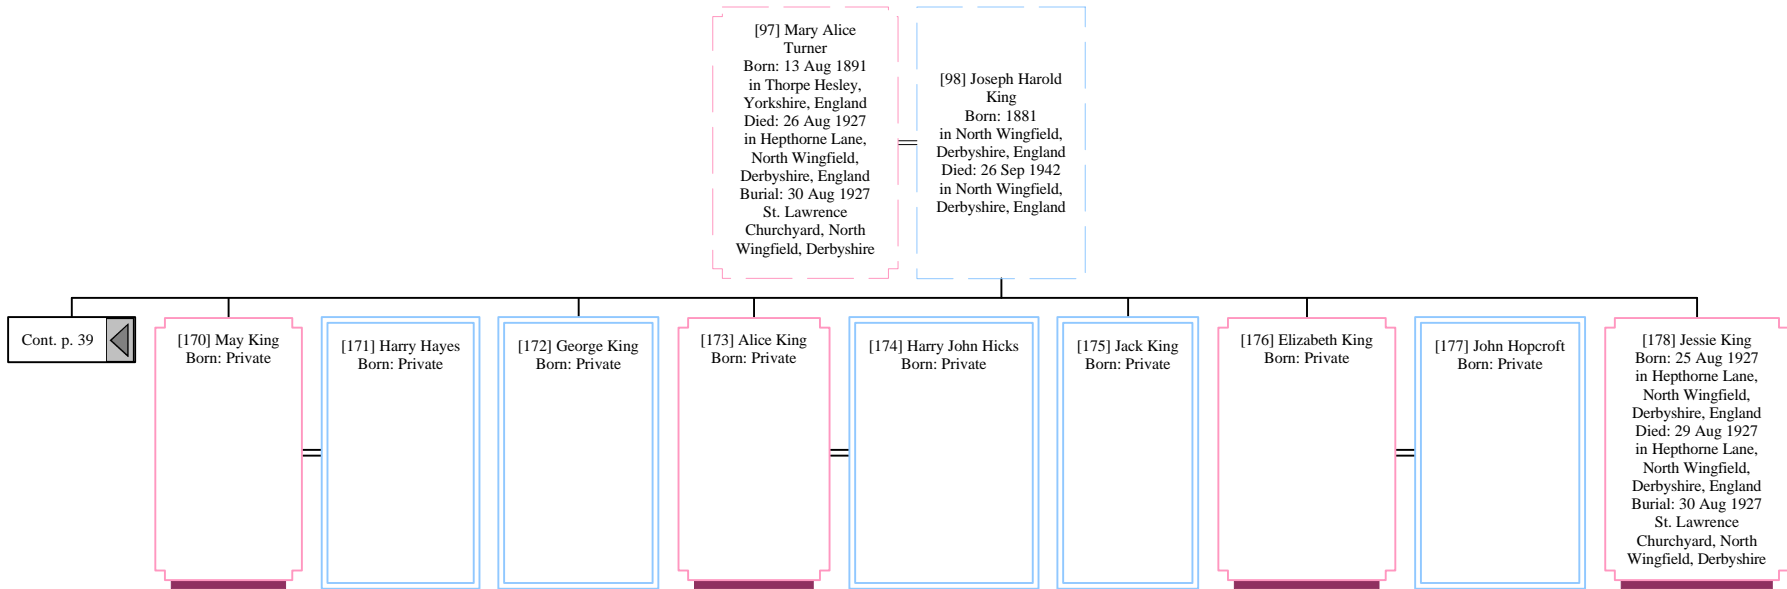 [97] Mary Alice
Turner
Born: 13 Aug 1891
in Thorpe Hesley,
Yorkshire, England
Died: 26 Aug 1927
in Hepthorne Lane,
North Wingfield,
Derbyshire, England
Burial: 30 Aug 1927
St. Lawrence
Churchyard, North
Wingfield, Derbyshire
[98] Joseph Harold
King
Born: 1881
in North Wingfield,
Derbyshire, England
Died: 26 Sep 1942
in North Wingfield,
Derbyshire, England
Cont. p. 39
[170] May King
Born: Private
[171] Harry Hayes
Born: Private
[172] George King
Born: Private
[173] Alice King
Born: Private
[174] Harry John Hicks
Born: Private
[175] Jack King
Born: Private
[176] Elizabeth King
Born: Private
[177] John Hopcroft
Born: Private
[178] Jessie King
Born: 25 Aug 1927
in Hepthorne Lane,
North Wingfield,
Derbyshire, England
Died: 29 Aug 1927
in Hepthorne Lane,
North Wingfield,
Derbyshire, England
Burial: 30 Aug 1927
St. Lawrence
Churchyard, North
Wingfield, Derbyshire